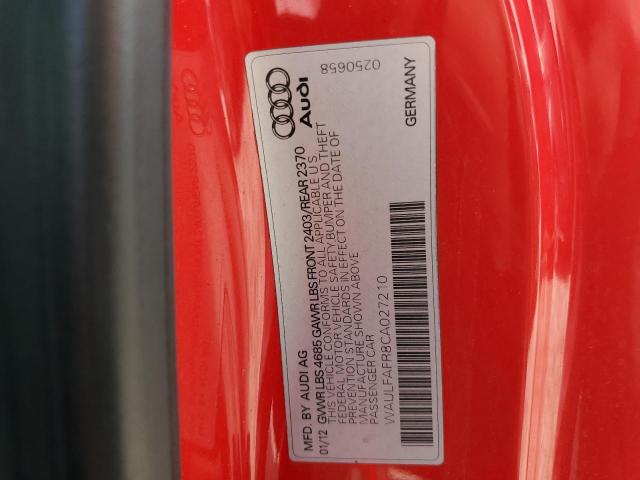 MFD. BY AUDI AG
01/12 GVWR LBS 4685 GAWR LBS FRONT 2403/REAR 2370
THIS VEHICLE CONFORMS TO ALL APPLICABLE U S
FEDERAL MOTOR VEHICLE SAFETY BUMPER AND THEFT
PREVENTION STANDARDS IN EFFECT ON THE DATE OF
MANUFACTURE SHOWN ABOVE
PASSENGER CAR
WAULFAFR8CA027210
0250658
Audi
GERMANY